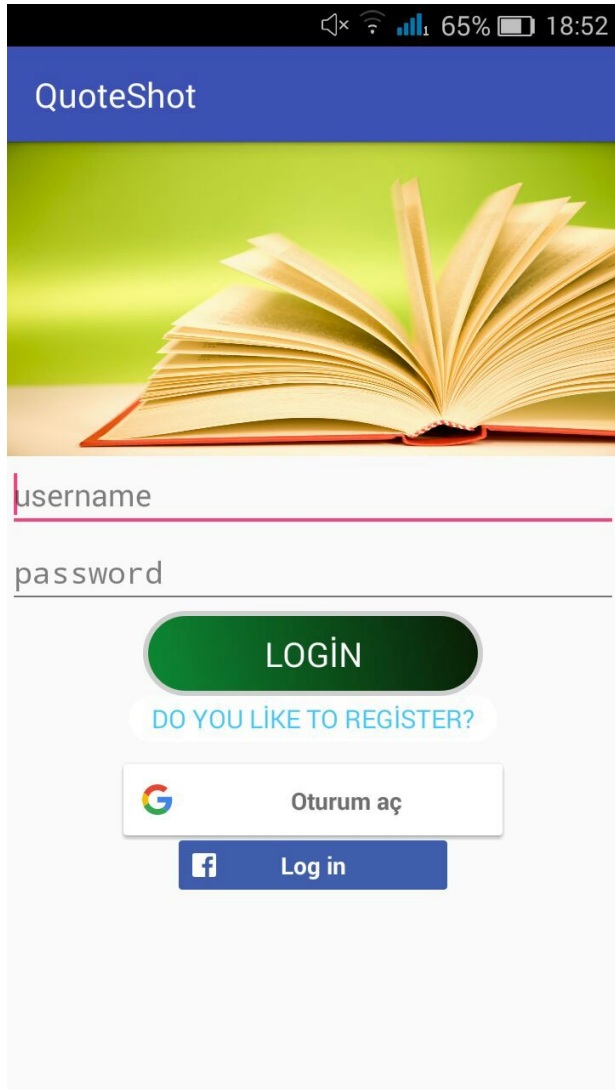 65% 18:52
QuoteShot
username
password
LOGİN
DO YOU LİKE TO REGİSTER?
Oturum aç
Log in